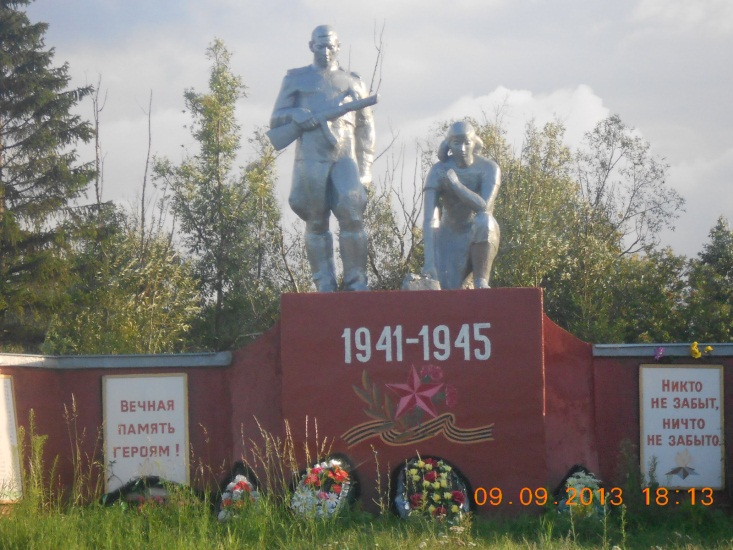 1941-1945
ВЕЧНАЯ
ПАМЯТЬ
ГЕРОЯМ!
НИКТО
НЕ ЗАБЫТ,
НИЧТО
НЕ ЗАБЫТО.
09.09.2013 18:13